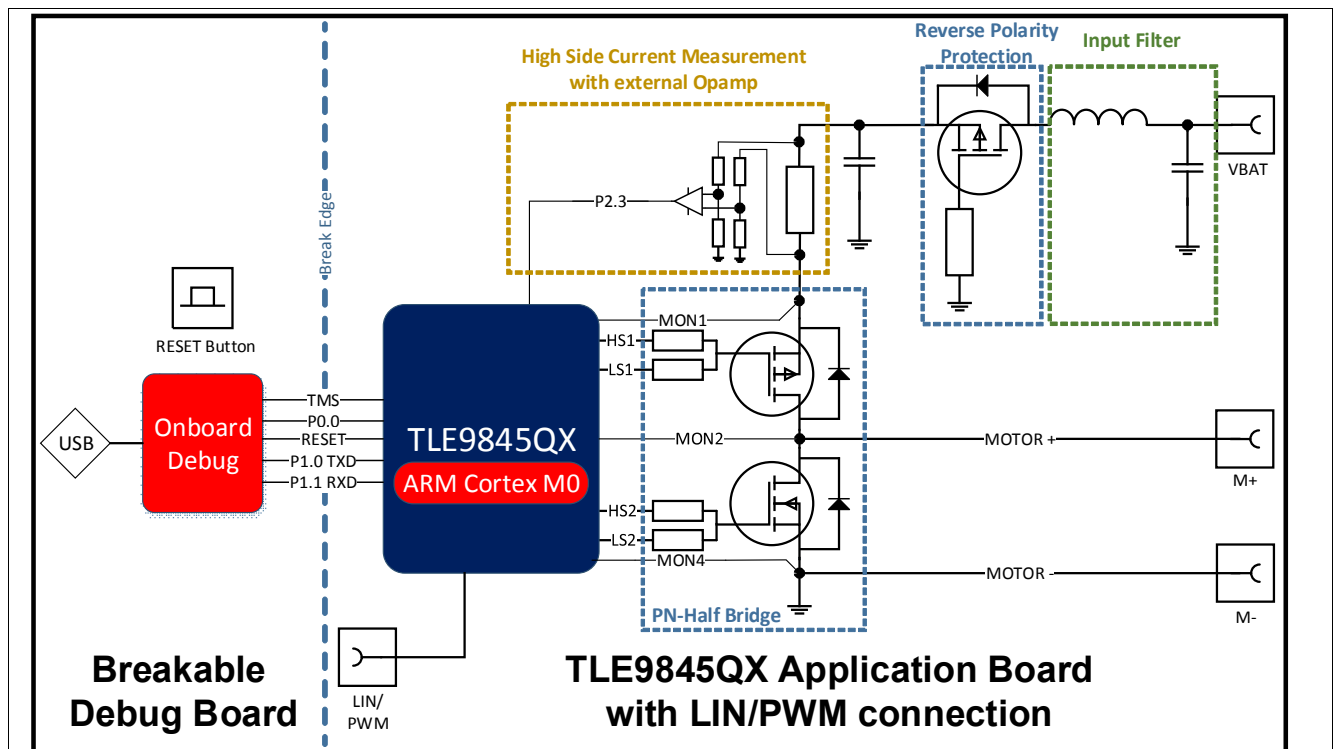 Reverse Polarity
Protection
Input Filter
High Side Current Measurement
with external Opamp
VBAT
P2.3
Break Edge
RESET Button
MON1
HS1
LS1
TMS
P0.0
RESET
P1.0 TXD
P1.1 RXD
USB
Onboard
Debug
TLE9845QX
ARM Cortex M0
MON2
MOTOR +
M+
HS2
LS2
MON4
MOTOR -
M-
PN-Half Bridge
LIN/
PWM
Breakable
Debug Board
TLE9845QX Application Board
with LIN/PWM connection